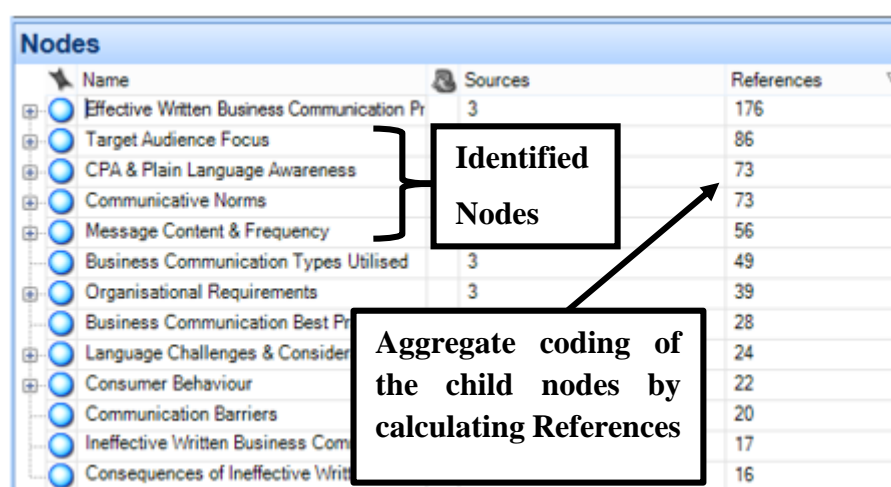 Nodes
Name Sources References
Effective Written Business Communication Pr 3 176
Target Audience Focus 86
CPA & Plain Language Awareness 73
Communicative Norms 73
Message Content & Frequency 56
Business Communication Types Utilised 3 49
Organisational Requirements 3 39
Business Communication Best Pr 28
Language Challenges & Consider 24
Consumer Behaviour 22
Communication Barriers 20
Ineffective Written Business Com 17
Consequences of Ineffective Writt 16
Identified
Nodes
Aggregate coding of
the child nodes by
calculating References